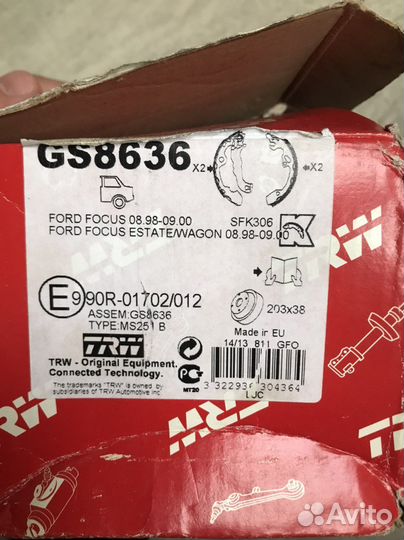 GS8636
X2
X2
FORD FOCUS 08.98-09.00
FORD FOCUS ESTATE/WAGON 08.98-09.00
SFK306
K
E9 90R-01702/012
ASSEM:GS8636
TYPE:MS251 B
203x38
Made in EU
14/13 811 GFO
TRW
TRW - Original Equipment.
Connected Technology.
The trademarks "TRW" is owned by
subsidiaries of TRW Automotive Inc.
MT20
3 322936 304364
LUC
TRW
TRW
TRW
Avito